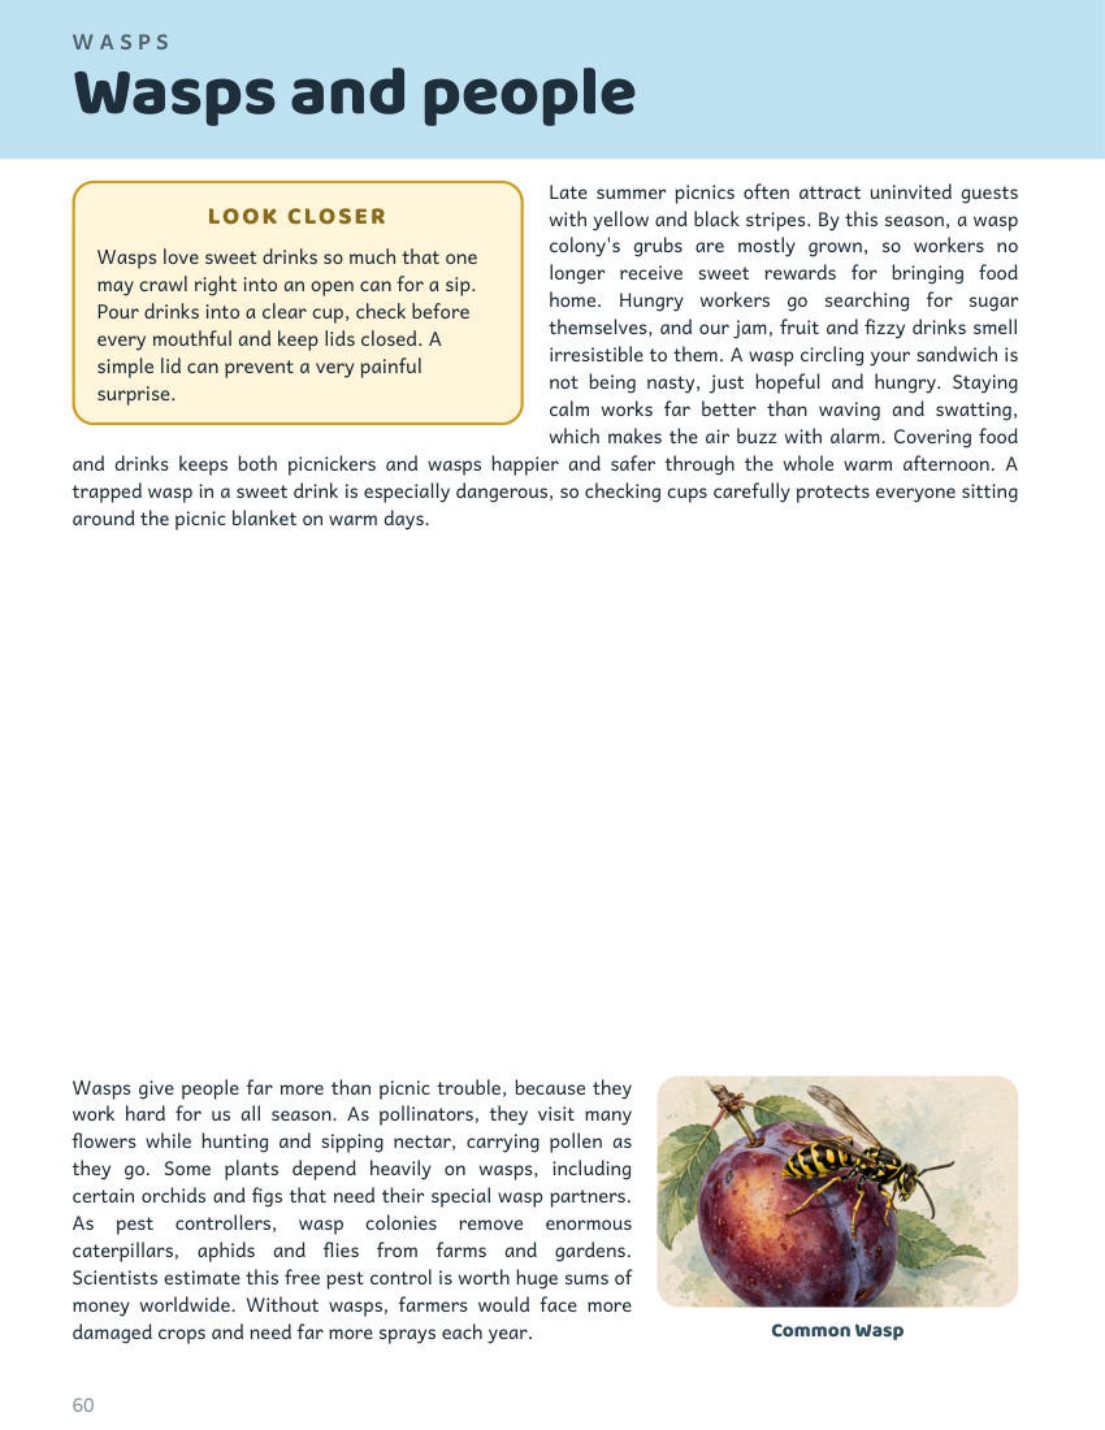 WASPS
Wasps and people
LOOK CLOSER
Wasps love sweet drinks so much that one
may crawl right into an open can for a sip.
Pour drinks into a clear cup, check before
every mouthful and keep lids closed. A
simple lid can prevent a very painful
surprise.
Late summer picnics often attract uninvited guests
with yellow and black stripes. By this season, a wasp
colony's grubs are mostly grown, so workers no
longer receive sweet rewards for bringing food
home. Hungry workers go searching for sugar
themselves, and our jam, fruit and fizzy drinks smell
irresistible to them. A wasp circling your sandwich is
not being nasty, just hopeful and hungry. Staying
calm works far better than waving and swatting,
which makes the air buzz with alarm. Covering food
and drinks keeps both picnickers and wasps happier and safer through the whole warm afternoon. A
trapped wasp in a sweet drink is especially dangerous, so checking cups carefully protects everyone sitting
around the picnic blanket on warm days.
Wasps give people far more than picnic trouble, because they
work hard for us all season. As pollinators, they visit many
flowers while hunting and sipping nectar, carrying pollen as
they go. Some plants depend heavily on wasps, including
certain orchids and figs that need their special wasp partners.
As pest controllers, wasp colonies remove enormous
caterpillars, aphids and flies from farms and gardens.
Scientists estimate this free pest control is worth huge sums of
money worldwide. Without wasps, farmers would face more
damaged crops and need far more sprays each year.
Common Wasp
60